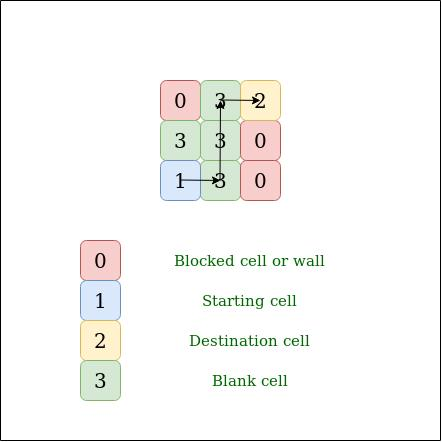 0 3 2
3 3 0
1 3 0
0 Blocked cell or wall
1 Starting cell
2 Destination cell
3 Blank cell